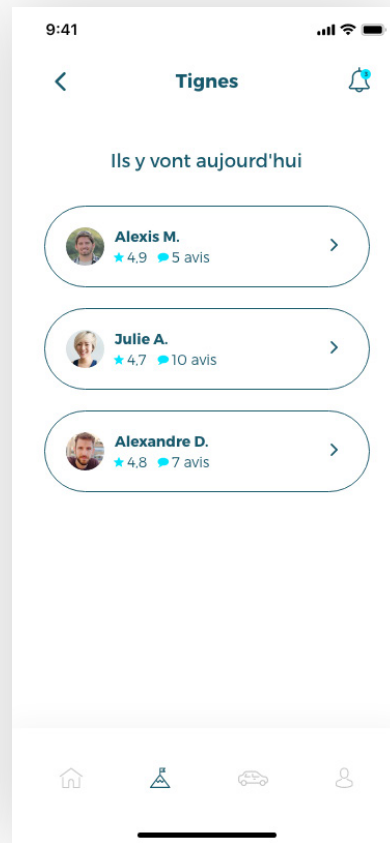 9:41
Tignes
Ils y vont aujourd'hui
Alexis M.
4,9 5 avis
Julie A.
4,7 10 avis
Alexandre D.
4,8 7 avis